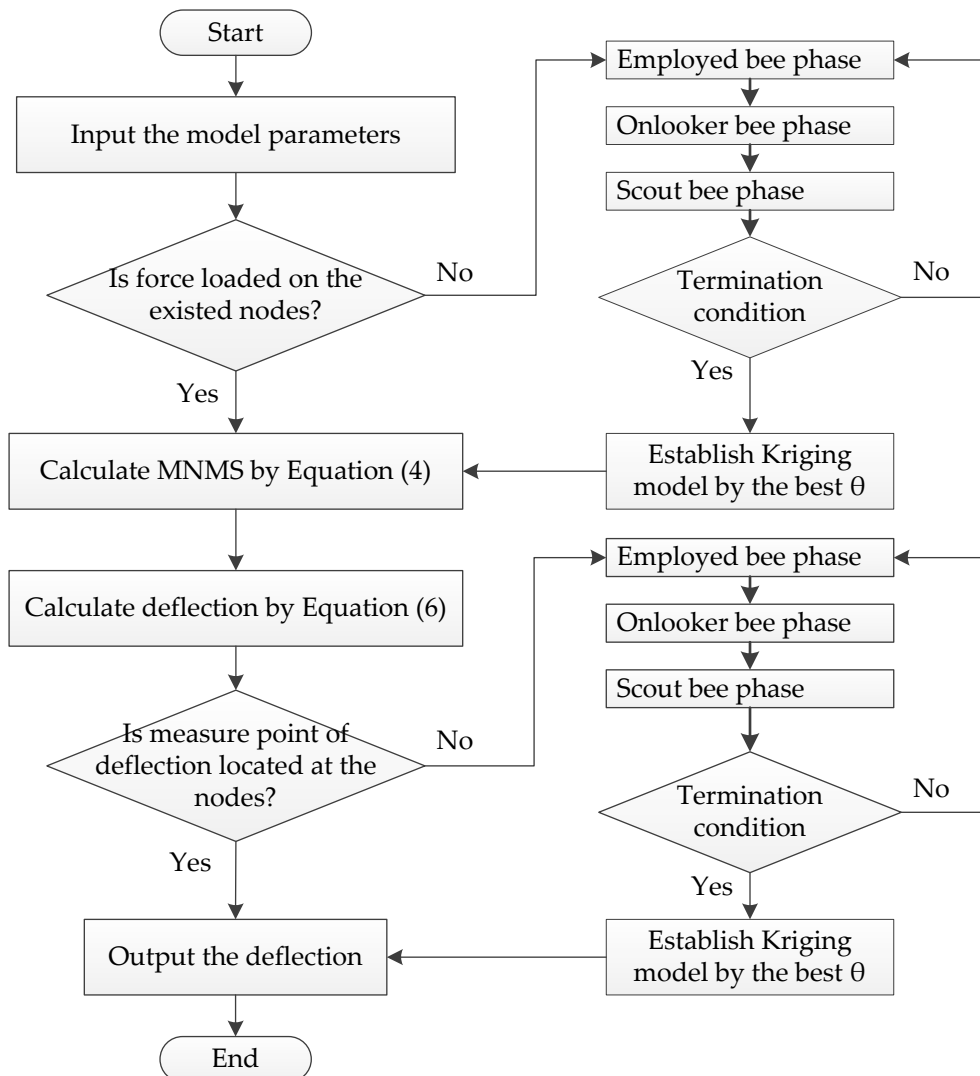 Start
Input the model parameters
Is force loaded on the
existed nodes?
No
Yes
Employed bee phase
Onlooker bee phase
Scout bee phase
Termination
condition
No
Yes
Establish Kriging
model by the best θ
Calculate MNMS by Equation (4)
Calculate deflection by Equation (6)
Is measure point of
deflection located at the
nodes?
No
Yes
Employed bee phase
Onlooker bee phase
Scout bee phase
Termination
condition
No
Yes
Establish Kriging
model by the best θ
Output the deflection
End